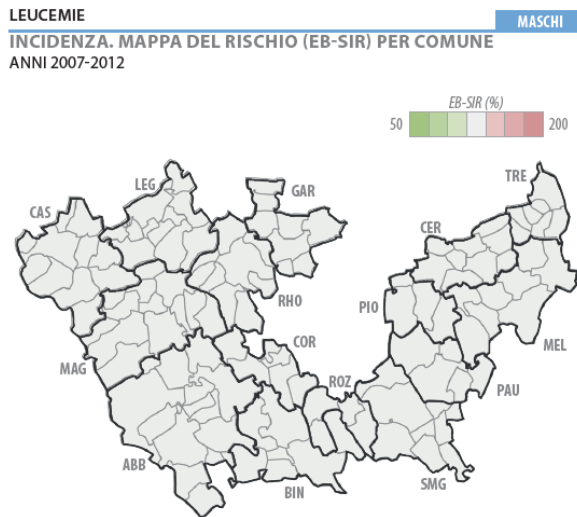 LEUCEMIE
MASCHI
INCIDENZA. MAPPA DEL RISCHIO (EB-SIR) PER COMUNE
ANNI 2007-2012
EB-SIR (%)
50 200
TRE
LEG
GAR
CAS
CER
RHO
PIO
COR
MEL
MAG
ROZ
PAU
ABB
BIN
SMG